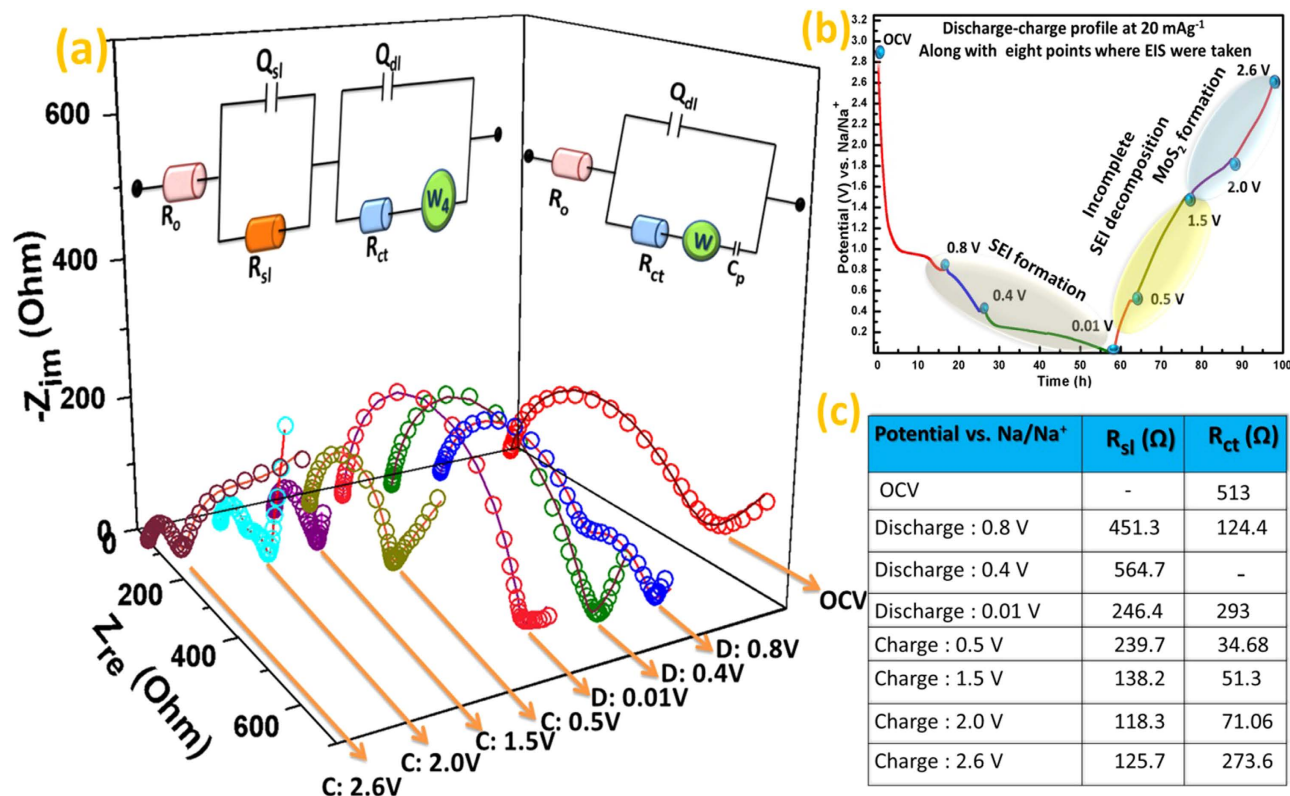 (a)
600
400
200
0
-Z_im (Ohm)
0
200
400
600
Z_re (Ohm)
Q_sl
Q_dl
R_o
R_sl
R_ct
W_4
Q_dl
R_o
R_ct
W
C_p
OCV
D: 0.8V
D: 0.4V
D: 0.01V
C: 0.5V
C: 1.5V
C: 2.0V
C: 2.6V
(b)
Discharge-charge profile at 20 mAg⁻¹
Along with eight points where EIS were taken
Potential (V) vs. Na/Na⁺
3.2
3.0
2.8
2.6
2.4
2.2
2.0
1.8
1.6
1.4
1.2
1.0
0.8
0.6
0.4
0.2
0 10 20 30 40 50 60 70 80 90 100
Time (h)
OCV
0.8 V
0.4 V
0.01 V
0.5 V
1.5 V
2.0 V
2.6 V
SEI formation
Incomplete
SEI decomposition
MoS₂ formation
(c)
Potential vs. Na/Na⁺ R_sl (Ω) R_ct (Ω)
OCV - 513
Discharge : 0.8 V 451.3 124.4
Discharge : 0.4 V 564.7 -
Discharge : 0.01 V 246.4 293
Charge : 0.5 V 239.7 34.68
Charge : 1.5 V 138.2 51.3
Charge : 2.0 V 118.3 71.06
Charge : 2.6 V 125.7 273.6